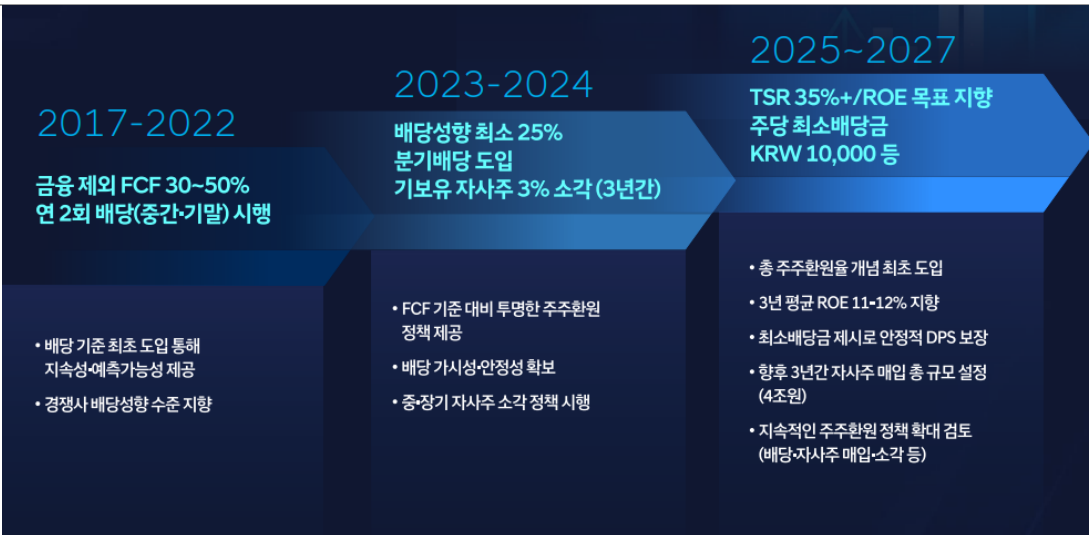 2017-2022
금융 제외 FCF 30~50%
연 2회 배당(중간·기말) 시행
• 배당 기준 최초 도입 통해
지속성·예측가능성 제공
• 경쟁사 배당성향 수준 지향
2023-2024
배당성향 최소 25%
분기배당 도입
기보유 자사주 3% 소각 (3년간)
• FCF 기준 대비 투명한 주주환원
정책 제공
• 배당 가시성·안정성 확보
• 중·장기 자사주 소각 정책 시행
2025~2027
TSR 35%+/ROE 목표 지향
주당 최소배당금
KRW 10,000 등
• 총 주주환원율 개념 최초 도입
• 3년 평균 ROE 11-12% 지향
• 최소배당금 제시로 안정적 DPS 보장
• 향후 3년간 자사주 매입 총 규모 설정
(4조원)
• 지속적인 주주환원 정책 확대 검토
(배당·자사주 매입·소각 등)